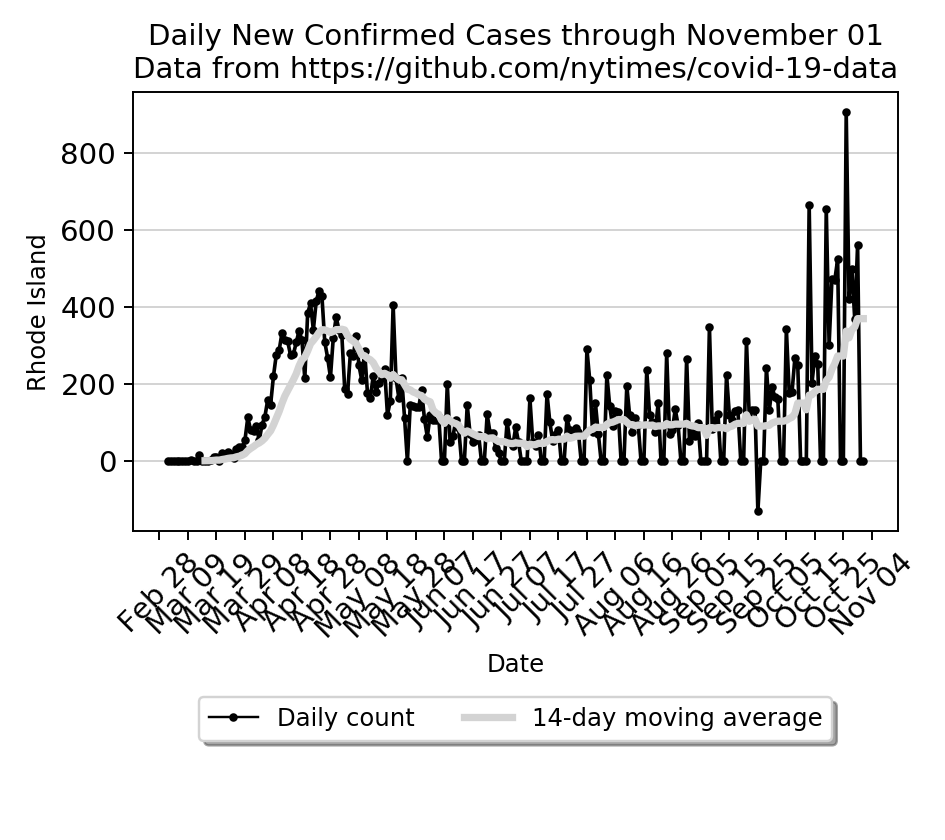 Daily New Confirmed Cases through November 01
Data from https://github.com/nytimes/covid-19-data
Rhode Island
800
600
400
200
0
Feb 28
Mar 09
Mar 19
Mar 29
Apr 08
Apr 18
Apr 28
May 08
May 18
May 28
Jun 07
Jun 17
Jun 27
Jul 07
Jul 17
Jul 27
Aug 06
Aug 16
Aug 26
Sep 05
Sep 15
Sep 25
Oct 05
Oct 15
Oct 25
Nov 04
Date
Daily count
14-day moving average